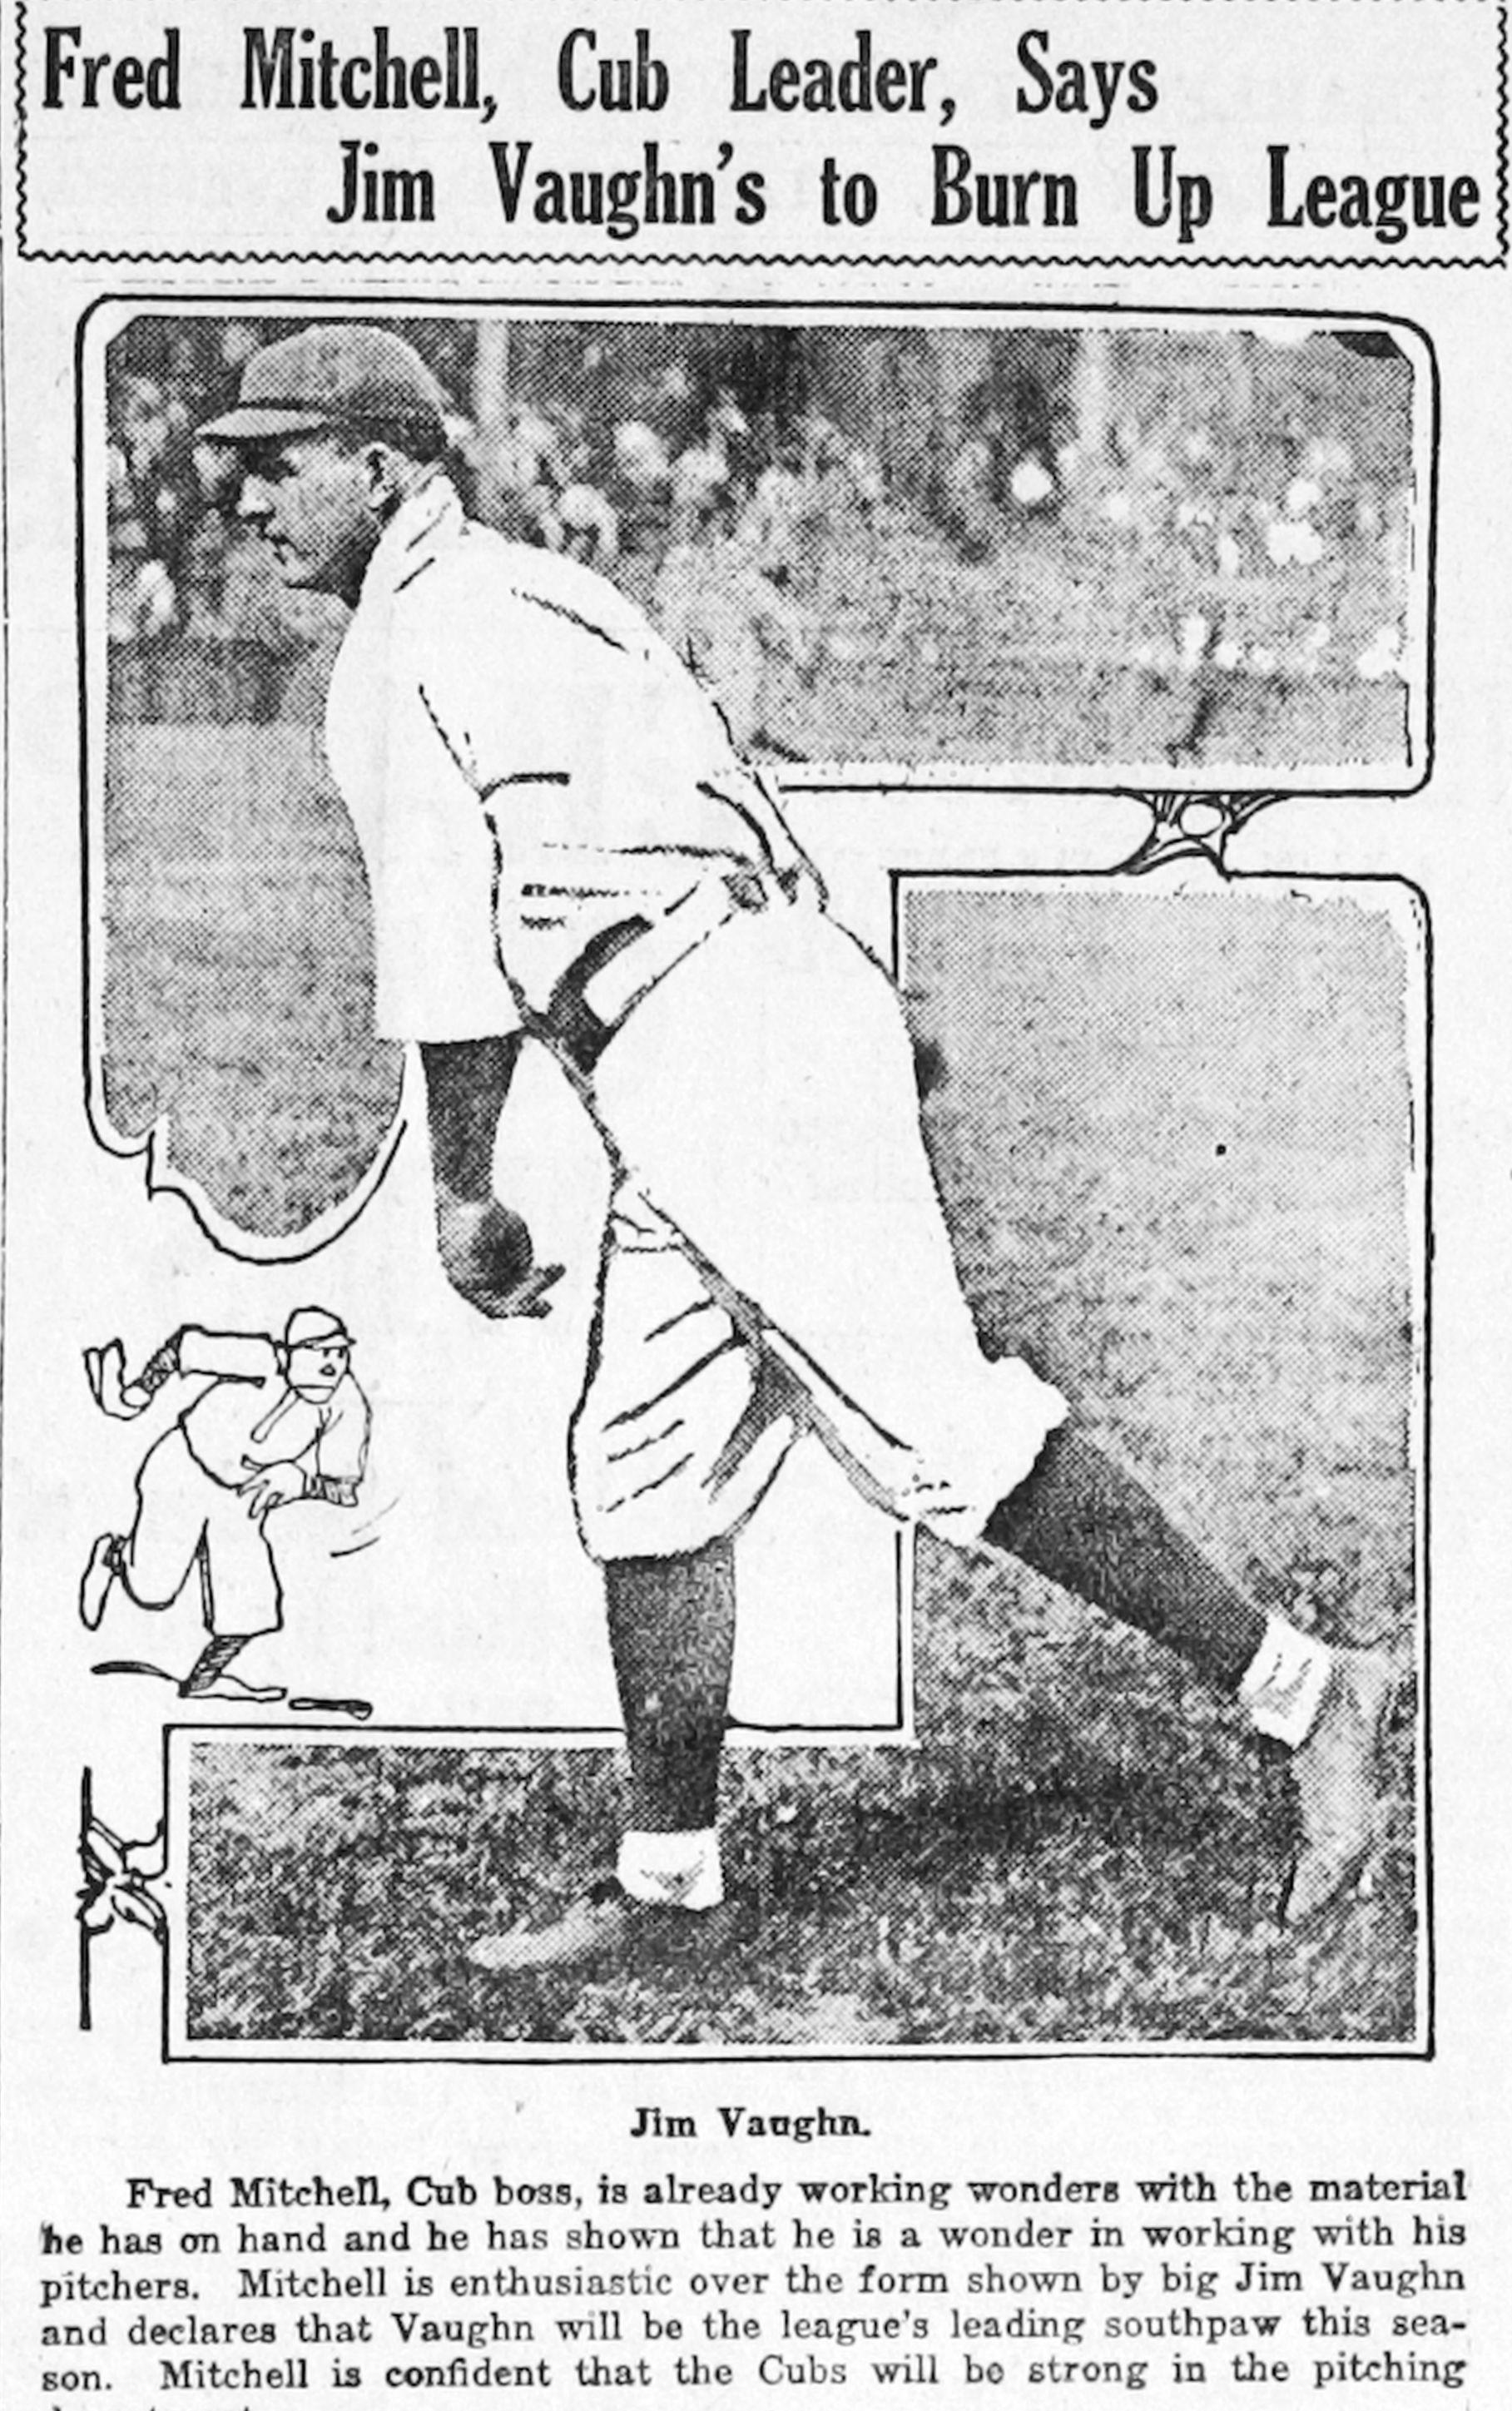 Fred Mitchell, Cub Leader, Says
Jim Vaughn's to Burn Up League
Jim Vaughn.
Fred Mitchell, Cub boss, is already working wonders with the material
he has on hand and he has shown that he is a wonder in working with his
pitchers. Mitchell is enthusiastic over the form shown by big Jim Vaughn
and declares that Vaughn will be the league's leading southpaw this sea-
son. Mitchell is confident that the Cubs will be strong in the pitching